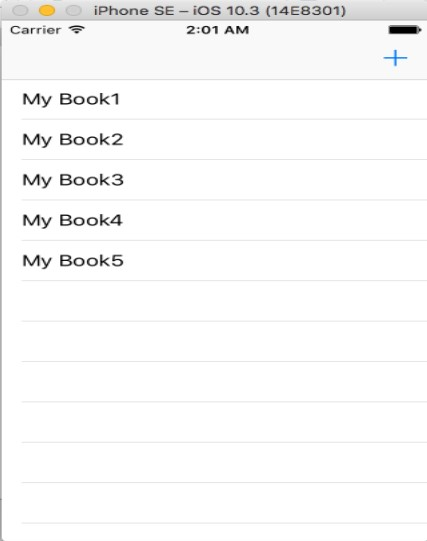 iPhone SE – iOS 10.3 (14E8301)
Carrier 2:01 AM
+
My Book1
My Book2
My Book3
My Book4
My Book5